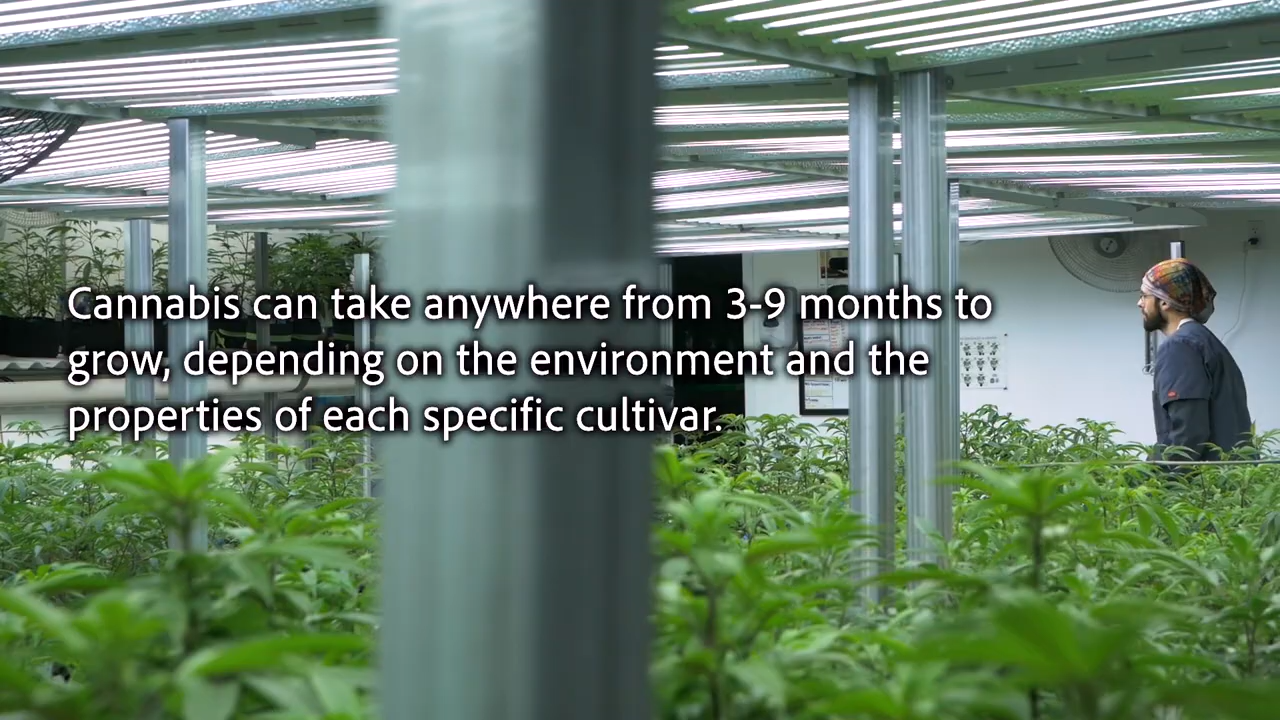 Cannabis can take anywhere from 3-9 months to
grow, depending on the environment and the
properties of each specific cultivar.